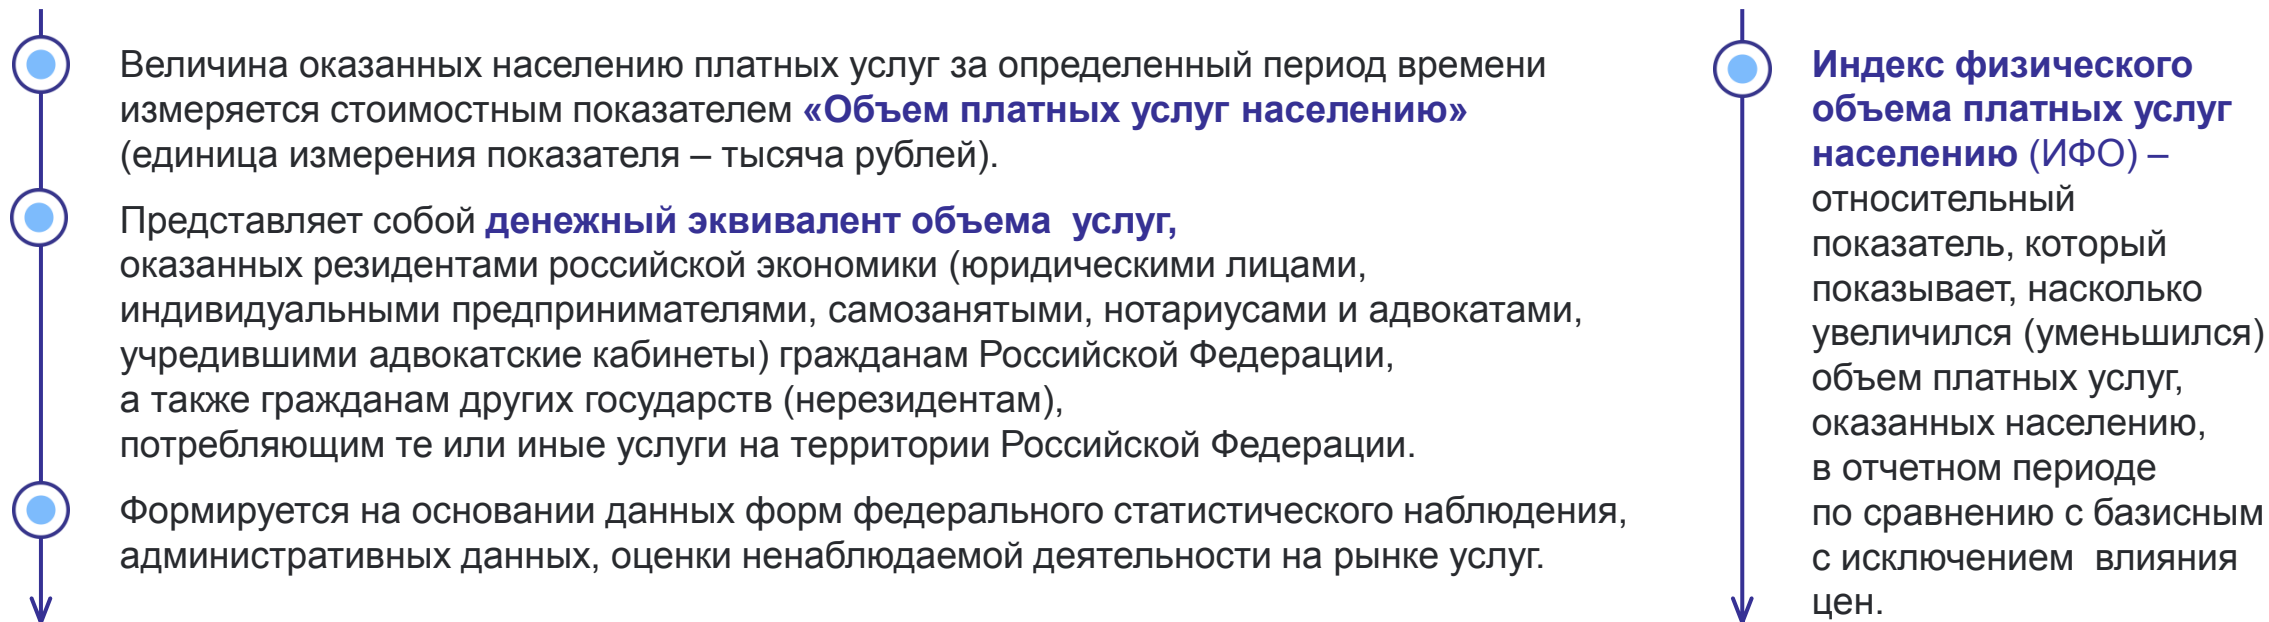 Величина оказанных населению платных услуг за определенный период времени
измеряется стоимостным показателем «Объем платных услуг населению»
(единица измерения показателя – тысяча рублей).
Представляет собой денежный эквивалент объема услуг,
оказанных резидентами российской экономики (юридическими лицами,
индивидуальными предпринимателями, самозанятыми, нотариусами и адвокатами,
учредившими адвокатские кабинеты) гражданам Российской Федерации,
а также гражданам других государств (нерезидентам),
потребляющим те или иные услуги на территории Российской Федерации.
Формируется на основании данных форм федерального статистического наблюдения,
административных данных, оценки ненаблюдаемой деятельности на рынке услуг.
Индекс физического
объема платных услуг
населению (ИФО) –
относительный
показатель, который
показывает, насколько
увеличился (уменьшился)
объем платных услуг,
оказанных населению,
в отчетном периоде
по сравнению с базисным
с исключением влияния
цен.